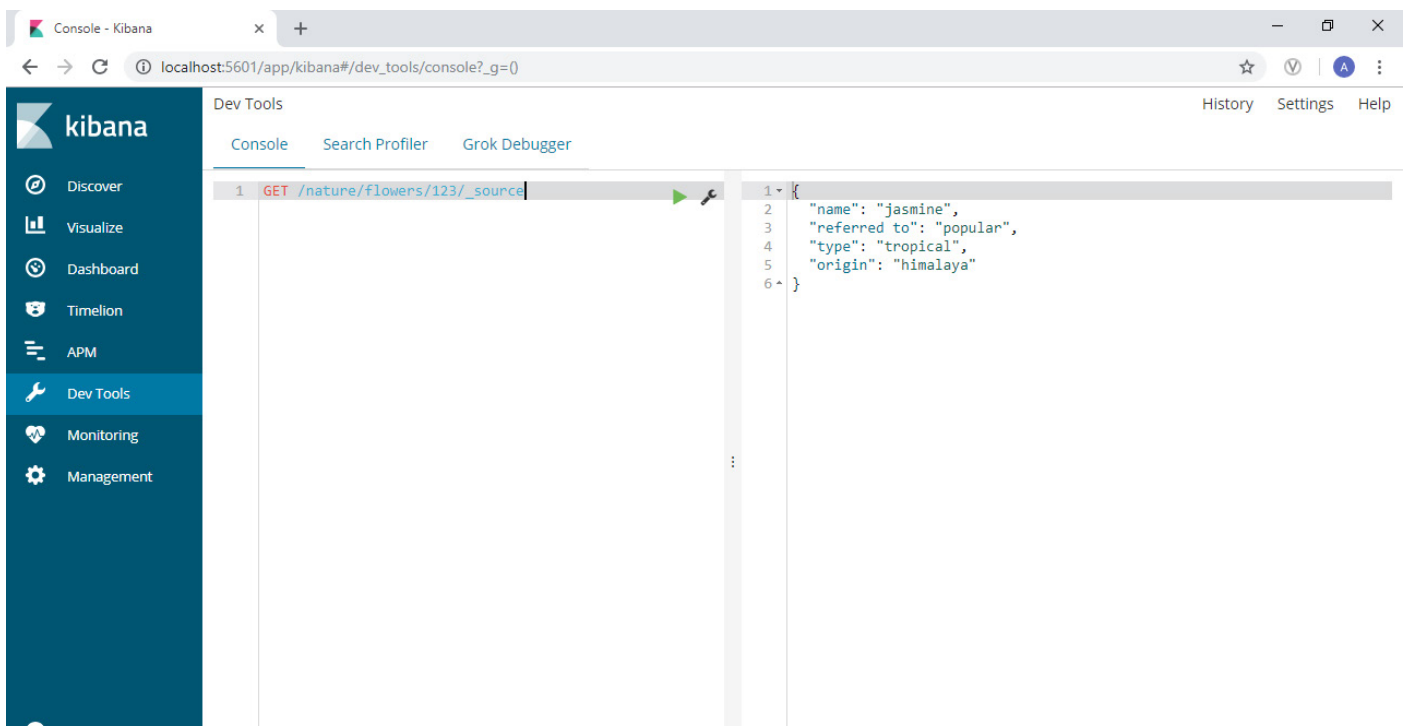 Console - Kibana
localhost:5601/app/kibana#/dev_tools/console?_g=()
A
kibana
Discover
Visualize
Dashboard
Timelion
APM
Dev Tools
Monitoring
Management
Dev Tools
History Settings Help
Console Search Profiler Grok Debugger
1 GET /nature/flowers/123/_source
1 {
2 "name": "jasmine",
3 "referred to": "popular",
4 "type": "tropical",
5 "origin": "himalaya"
6 }